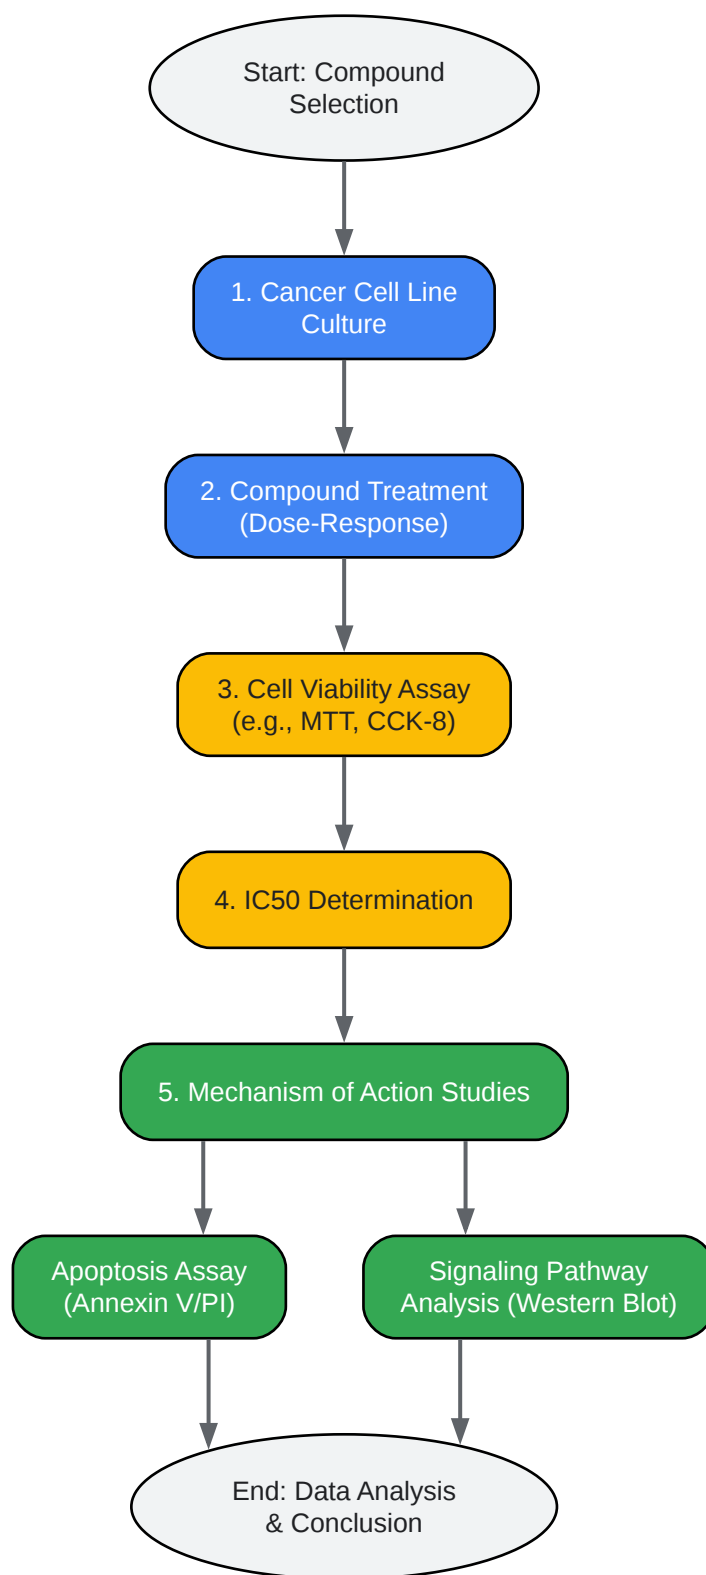 Start: Compound
Selection
1. Cancer Cell Line
Culture
2. Compound Treatment
(Dose-Response)
3. Cell Viability Assay
(e.g., MTT, CCK-8)
4. IC50 Determination
5. Mechanism of Action Studies
Apoptosis Assay
(Annexin V/PI)
Signaling Pathway
Analysis (Western Blot)
End: Data Analysis
& Conclusion